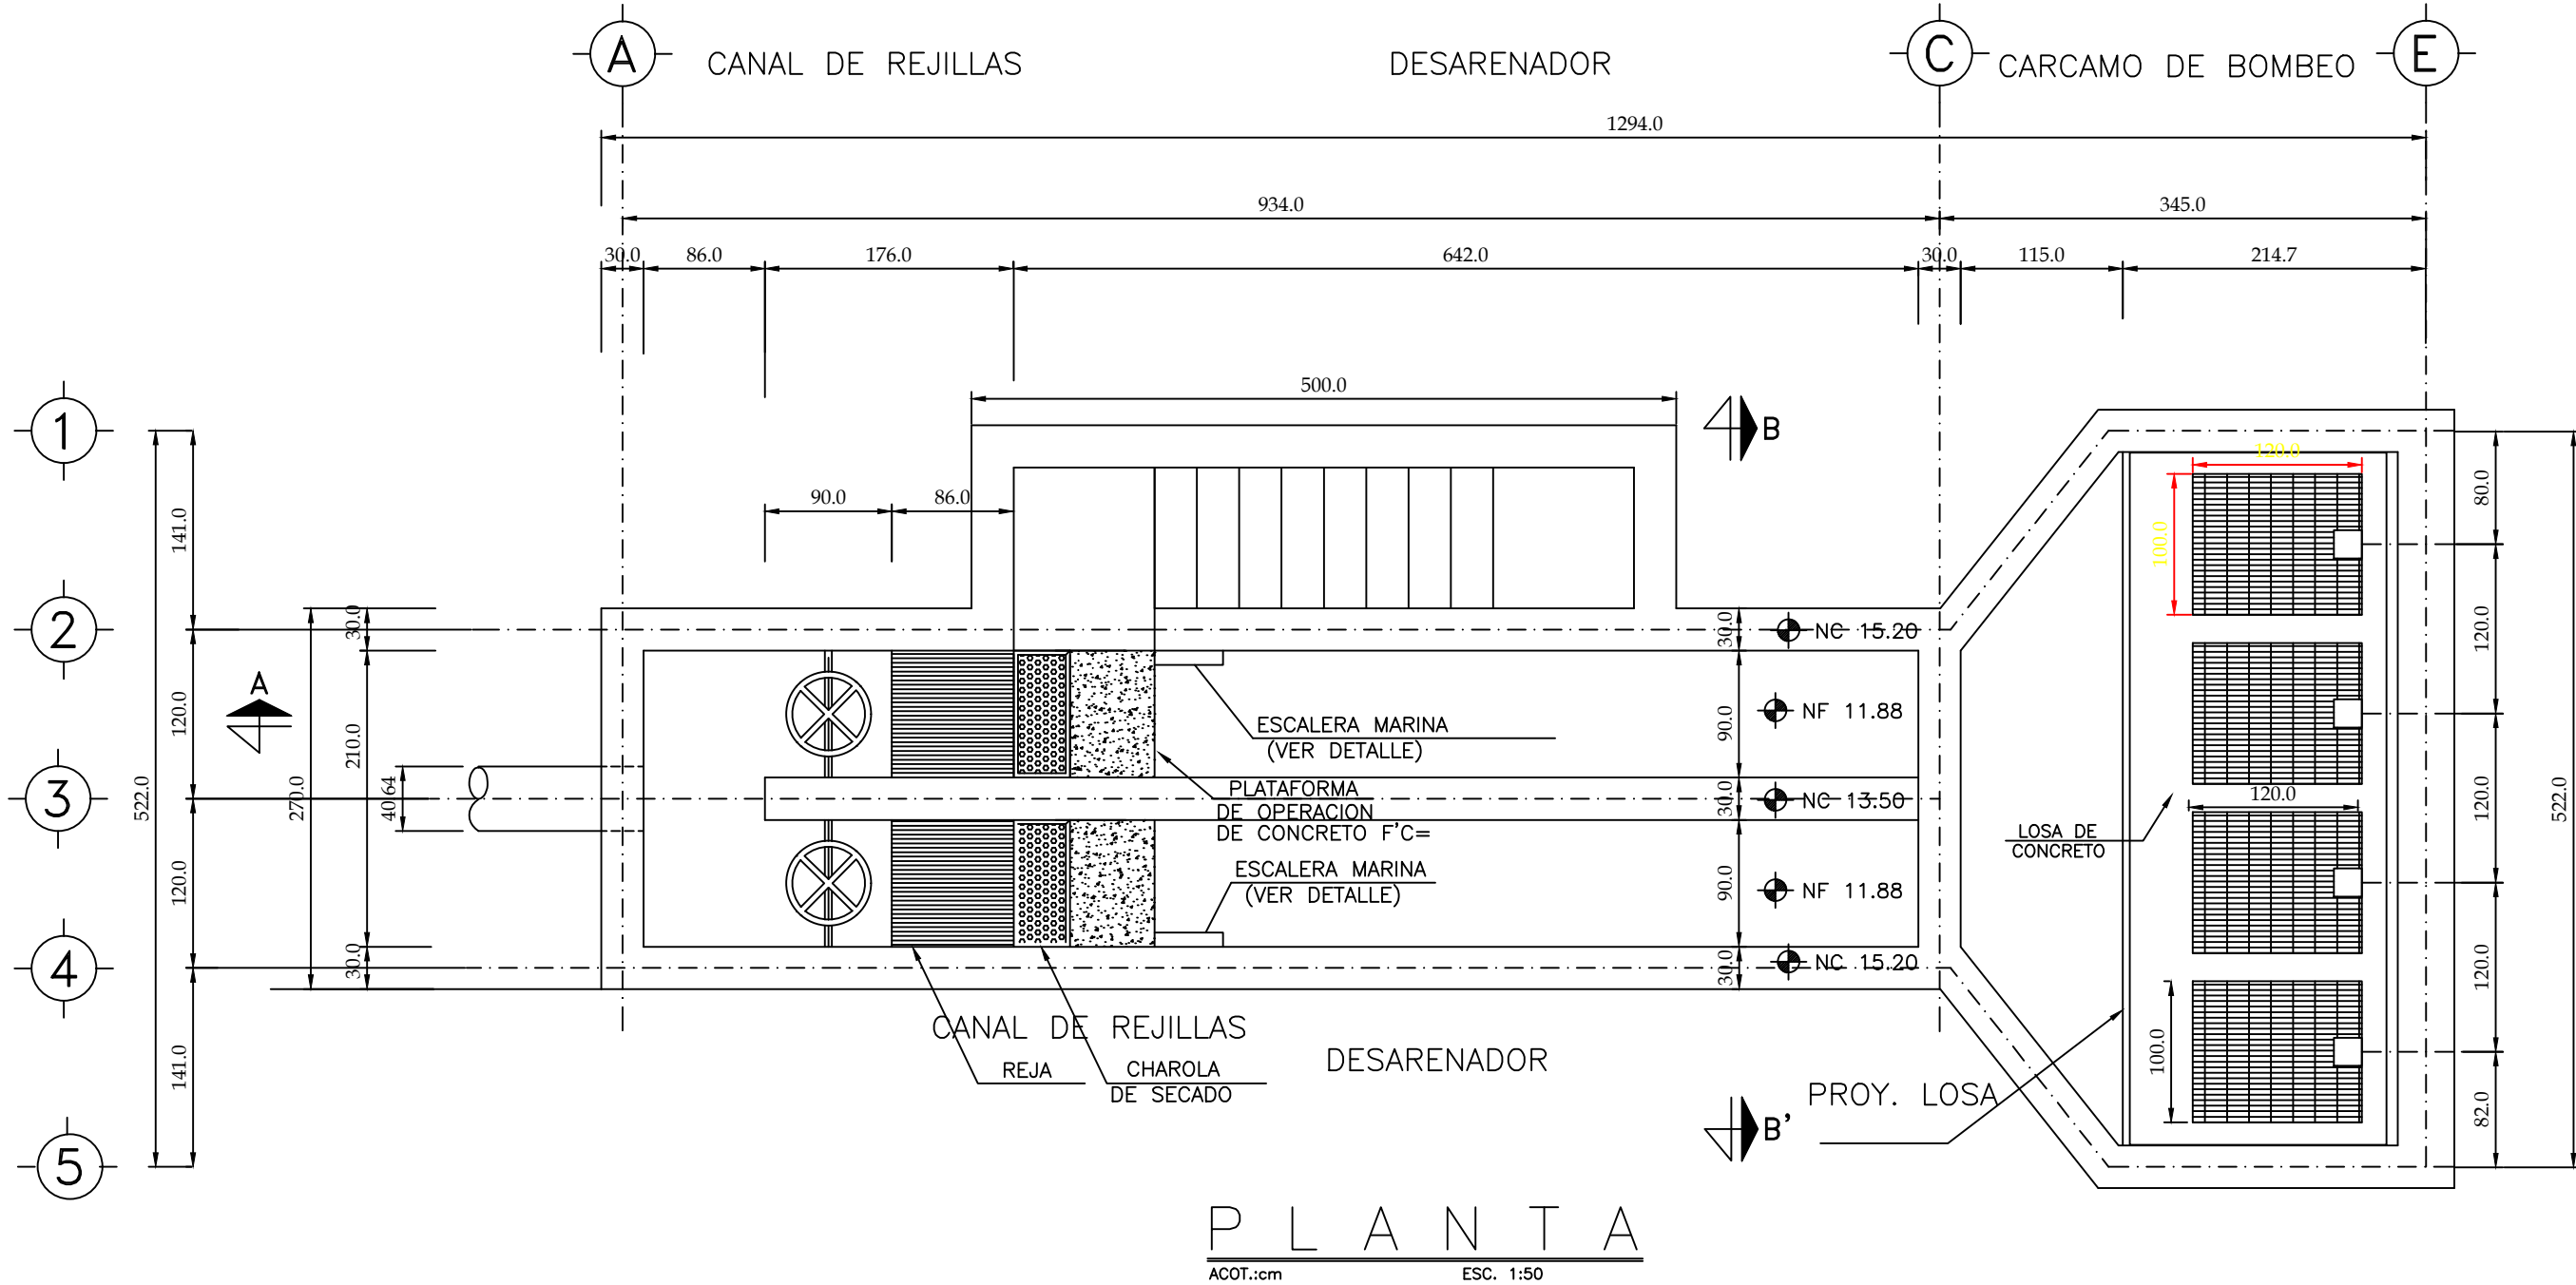 A
CANAL DE REJILLAS
DESARENADOR
C
CARCAMO DE BOMBEO
E
1294.0
934.0
345.0
30.0
86.0
176.0
642.0
30.0
115.0
214.7
500.0
B
1
2
3
4
5
522.0
141.0
120.0
120.0
141.0
270.0
30.0
210.0
30.0
40.64
A
90.0
86.0
30.0
90.0
30.0
90.0
30.0
NC 15.20
NF 11.88
NC 13.50
NF 11.88
NC 15.20
ESCALERA MARINA
(VER DETALLE)
PLATAFORMA
DE OPERACION
DE CONCRETO F'C=
ESCALERA MARINA
(VER DETALLE)
120.0
100.0
120.0
100.0
LOSA DE
CONCRETO
80.0
120.0
120.0
120.0
82.0
522.0
CANAL DE REJILLAS
DESARENADOR
REJA
CHAROLA
DE SECADO
PROY. LOSA
B'
PLANTA
ACOT.:cm
ESC. 1:50